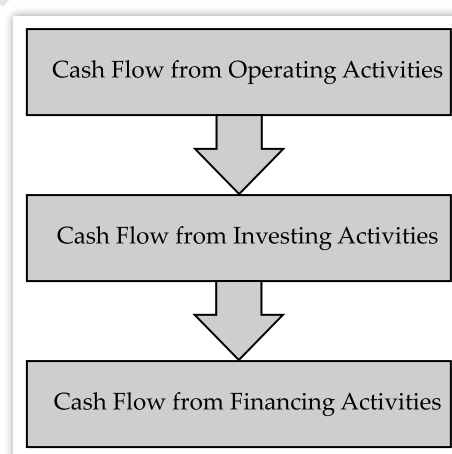 Cash Flow from Operating Activities
Cash Flow from Investing Activities
Cash Flow from Financing Activities